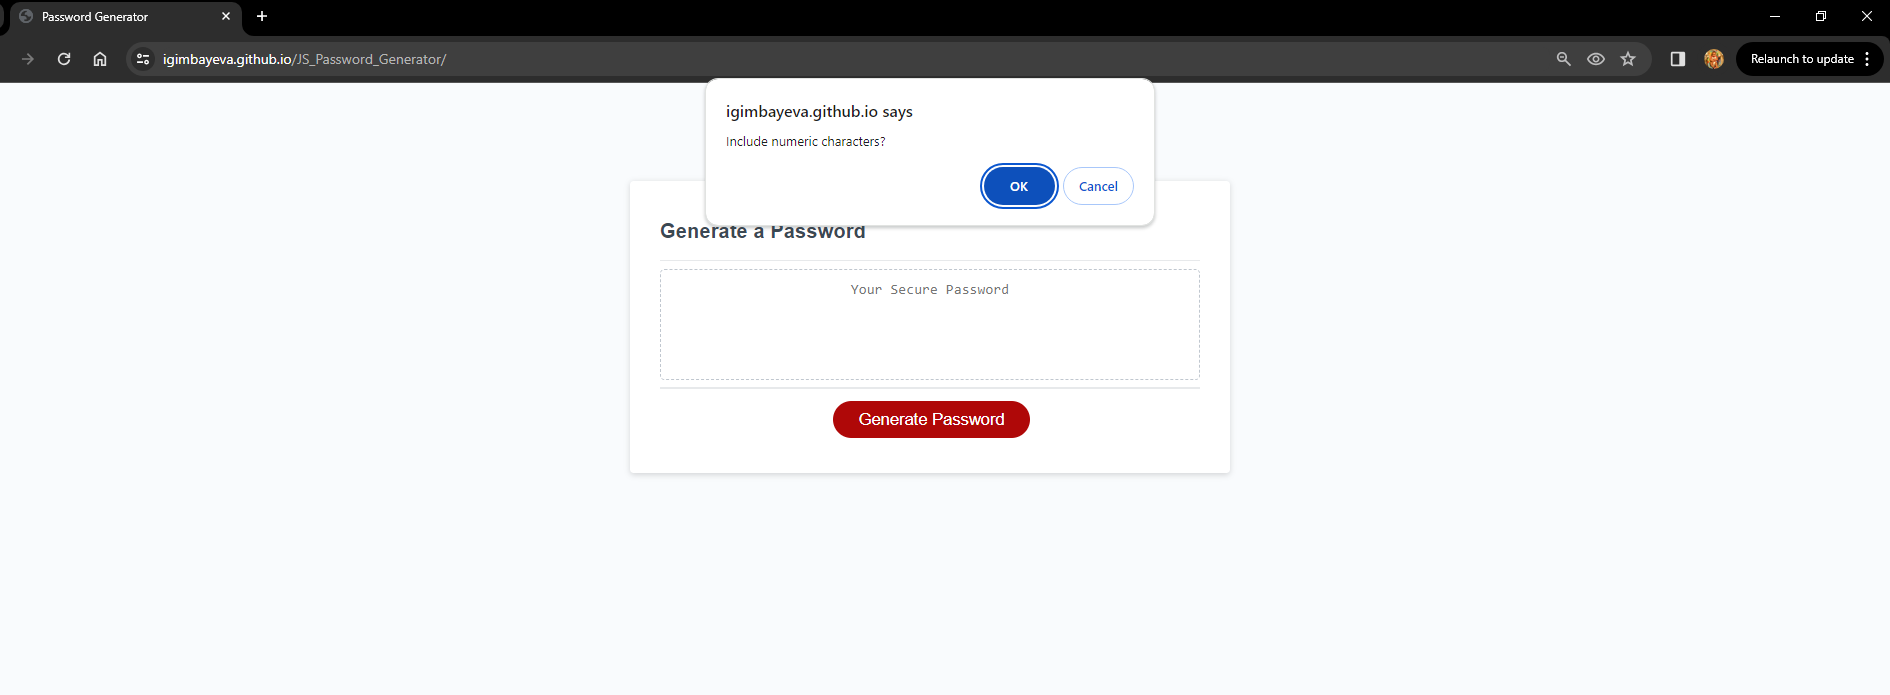 Password Generator
igimbayeva.github.io/JS_Password_Generator/
Relaunch to update
igimbayeva.github.io says
Include numeric characters?
OK Cancel
Generate a Password
Your Secure Password
Generate Password